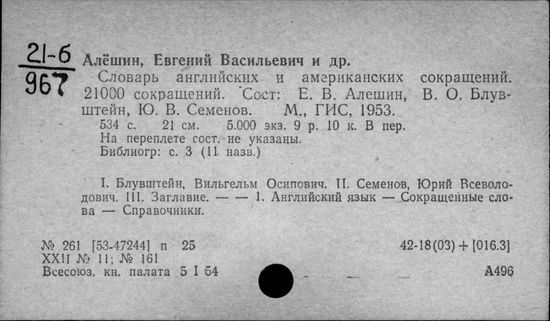 21-б
967
Алёшин, Евгений Васильевич и др.
Словарь английских и американских сокращений.
21000 сокращений. Сост: Е. В. Алешин, В. О. Блув-
штейн, Ю. В. Семенов. М., ГИС, 1953.
534 с. 21 см. 5.000 экз. 9 р. 10 к. В пер.
На переплете сост. не указаны.
Библиогр: с. 3 (11 назв.)
I. Блувштейн, Вильгельм Осипович. II. Семенов, Юрий Всеволо-
дович. III. Заглавие. — — 1. Английский язык — Сокращенные сло-
ва — Справочники.
№ 261 [53-47244] п 25 42-18(03) + [016.3]
XXII № 11; № 161
Всесоюз. кн. палата 5 I 54 А496